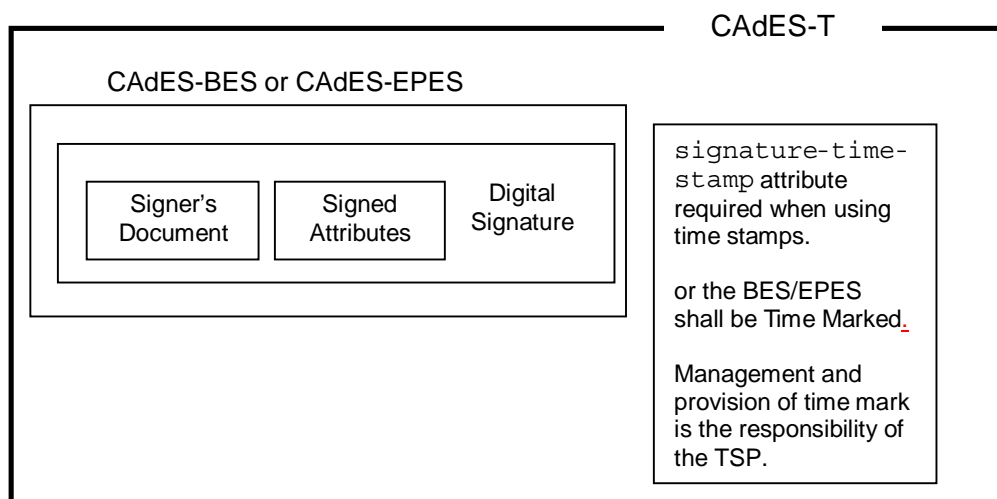 CAdES-T
CAdES-BES or CAdES-EPES
Signer's
Document
Signed
Attributes
Digital
Signature
signature-time-
stamp attribute
required when using
time stamps.
or the BES/EPES
shall be Time Marked.
Management and
provision of time mark
is the responsibility of
the TSP.